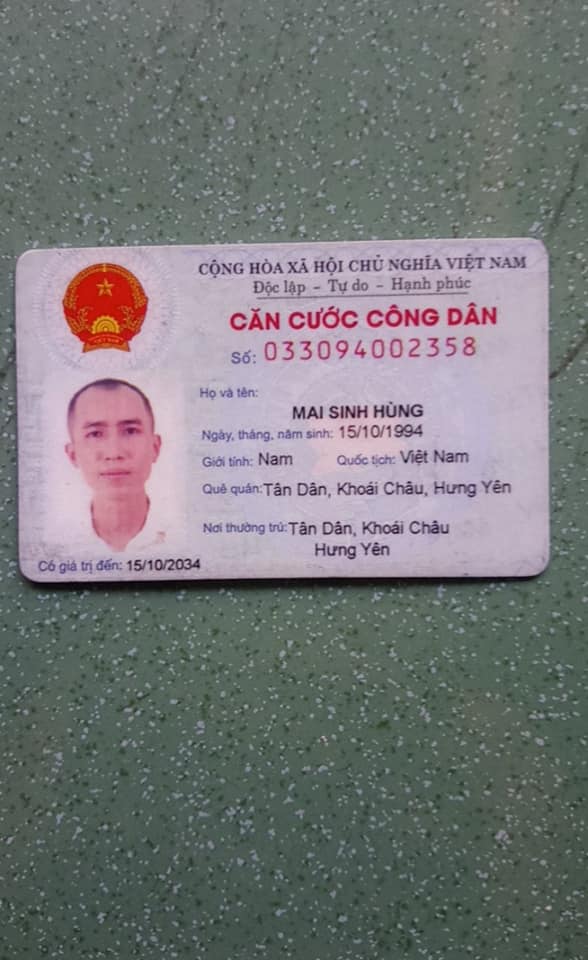 CỘNG HÒA XÃ HỘI CHỦ NGHĨA VIỆT NAM
Độc lập - Tự do - Hạnh phúc
CĂN CƯỚC CÔNG DÂN
Số: 033094002358
Họ và tên:
MAI SINH HÙNG
Ngày, tháng, năm sinh: 15/10/1994
Giới tính: Nam Quốc tịch: Việt Nam
Quê quán: Tân Dân, Khoái Châu, Hưng Yên
Nơi thường trú: Tân Dân, Khoái Châu
Hưng Yên
Có giá trị đến: 15/10/2034